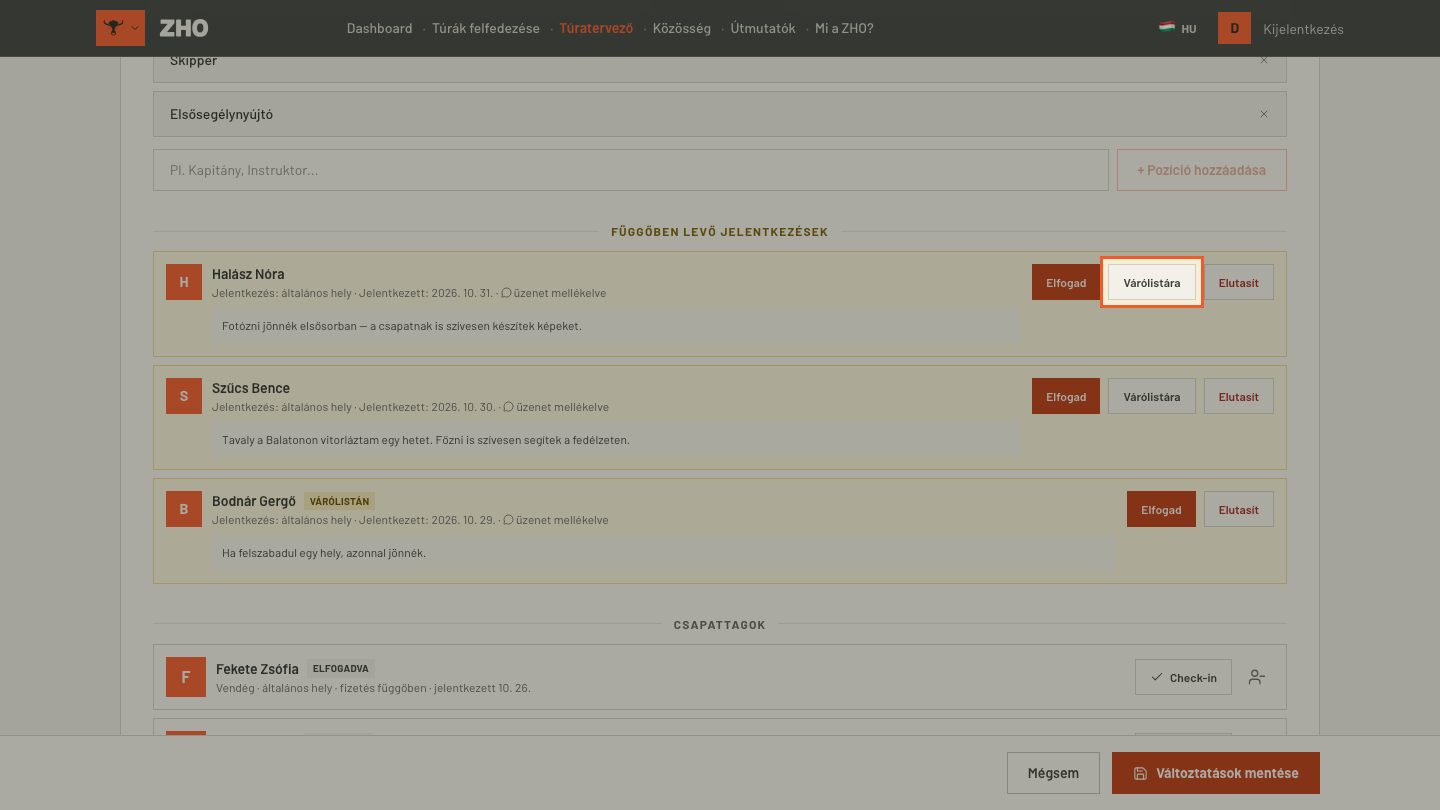 ZHO
Dashboard · Túrák felfedezése · Túratervező · Közösség · Útmutatók · Mi a ZHO?
HU
D
Kijelentkezés
Skipper
Elsősegélynyújtó
Pl. Kapitány, Instruktor...
+ Pozíció hozzáadása
FÜGGŐBEN LEVŐ JELENTKEZÉSEK
H
Halász Nóra
Jelentkezés: általános hely · Jelentkezett: 2026. 10. 31. · üzenet mellékelve
Fotózni jönnék elsősorban — a csapatnak is szívesen készítek képeket.
Elfogad
Várólistára
Elutasít
S
Szűcs Bence
Jelentkezés: általános hely · Jelentkezett: 2026. 10. 30. · üzenet mellékelve
Tavaly a Balatonon vitorláztam egy hetet. Főzni is szívesen segítek a fedélzeten.
Elfogad
Várólistára
Elutasít
B
Bodnár Gergő
VÁRÓLISTÁN
Jelentkezés: általános hely · Jelentkezett: 2026. 10. 29. · üzenet mellékelve
Ha felszabadul egy hely, azonnal jönnék.
Elfogad
Elutasít
CSAPATTAGOK
F
Fekete Zsófia
ELFOGADVA
Vendég · általános hely · fizetés függőben · jelentkezett 10. 26.
Check-in
Mégsem
Változtatások mentése